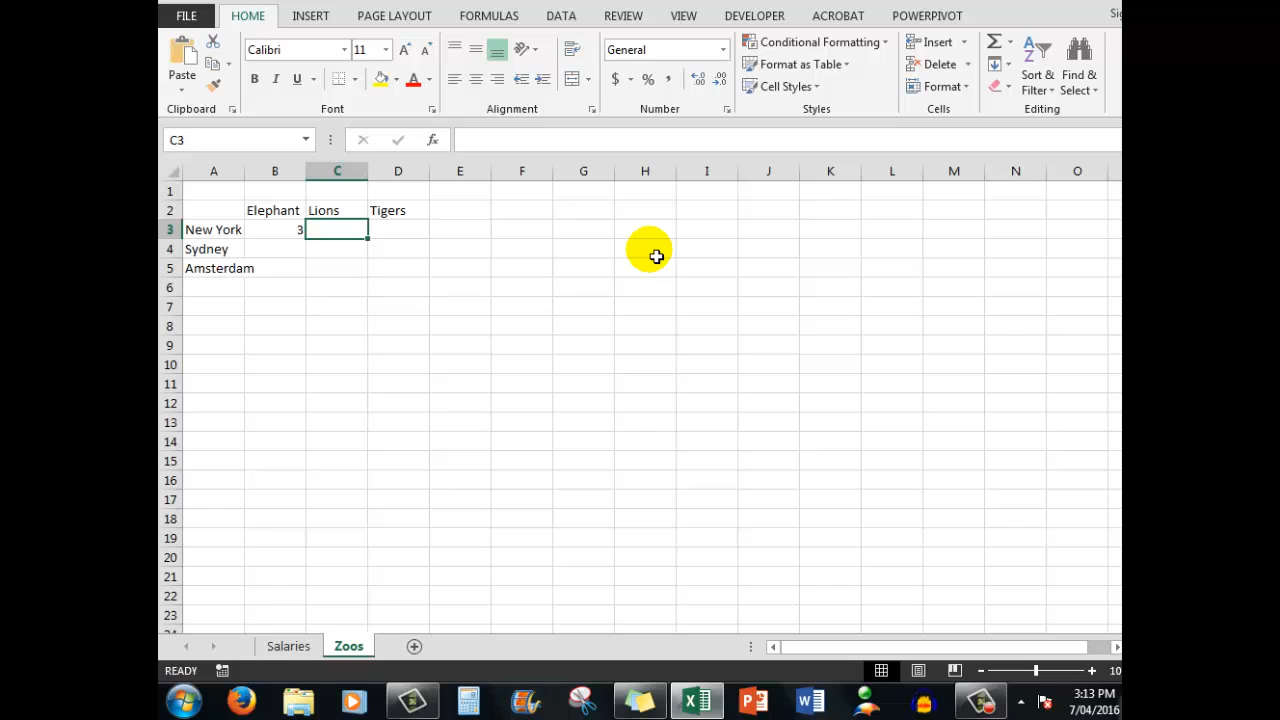 FILE HOME INSERT PAGE LAYOUT FORMULAS DATA REVIEW VIEW DEVELOPER ACROBAT POWERPIVOT
Calibri 11 General Conditional Formatting Insert
Format as Table Delete
Paste B I U $ % , Cell Styles Format Sort & Filter Find & Select
Clipboard Font Alignment Number Styles Cells Editing
C3 fx
A B C D E F G H I J K L M N O
1
2 Elephant Lions Tigers
3 New York 3
4 Sydney
5 Amsterdam
6
7
8
9
10
11
12
13
14
15
16
17
18
19
20
21
22
23
Salaries Zoos
READY 10
3:13 PM
7/04/2016